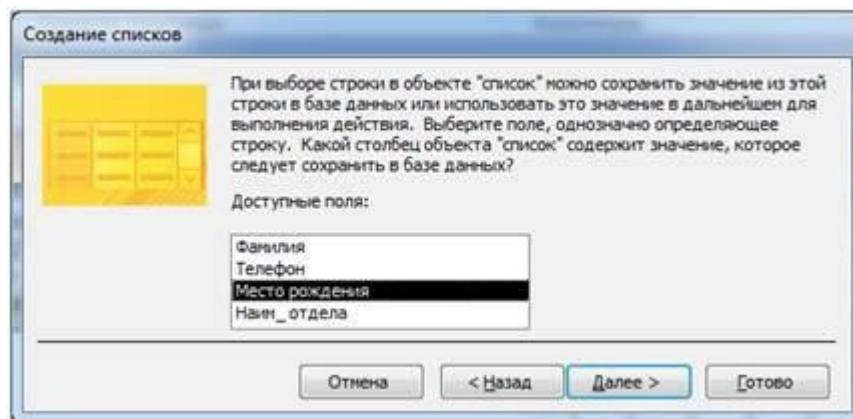 Создание списков
При выборе строки в объекте "список" можно сохранить значение из этой
строки в базе данных или использовать это значение в дальнейшем для
выполнения действия. Выберите поле, однозначно определяющее
строку. Какой столбец объекта "список" содержит значение, которое
следует сохранить в базе данных?
Доступные поля:
Фамилия
Телефон
Место рождения
Наим_ отдела
Отмена
< Назад
Далее >
Готово